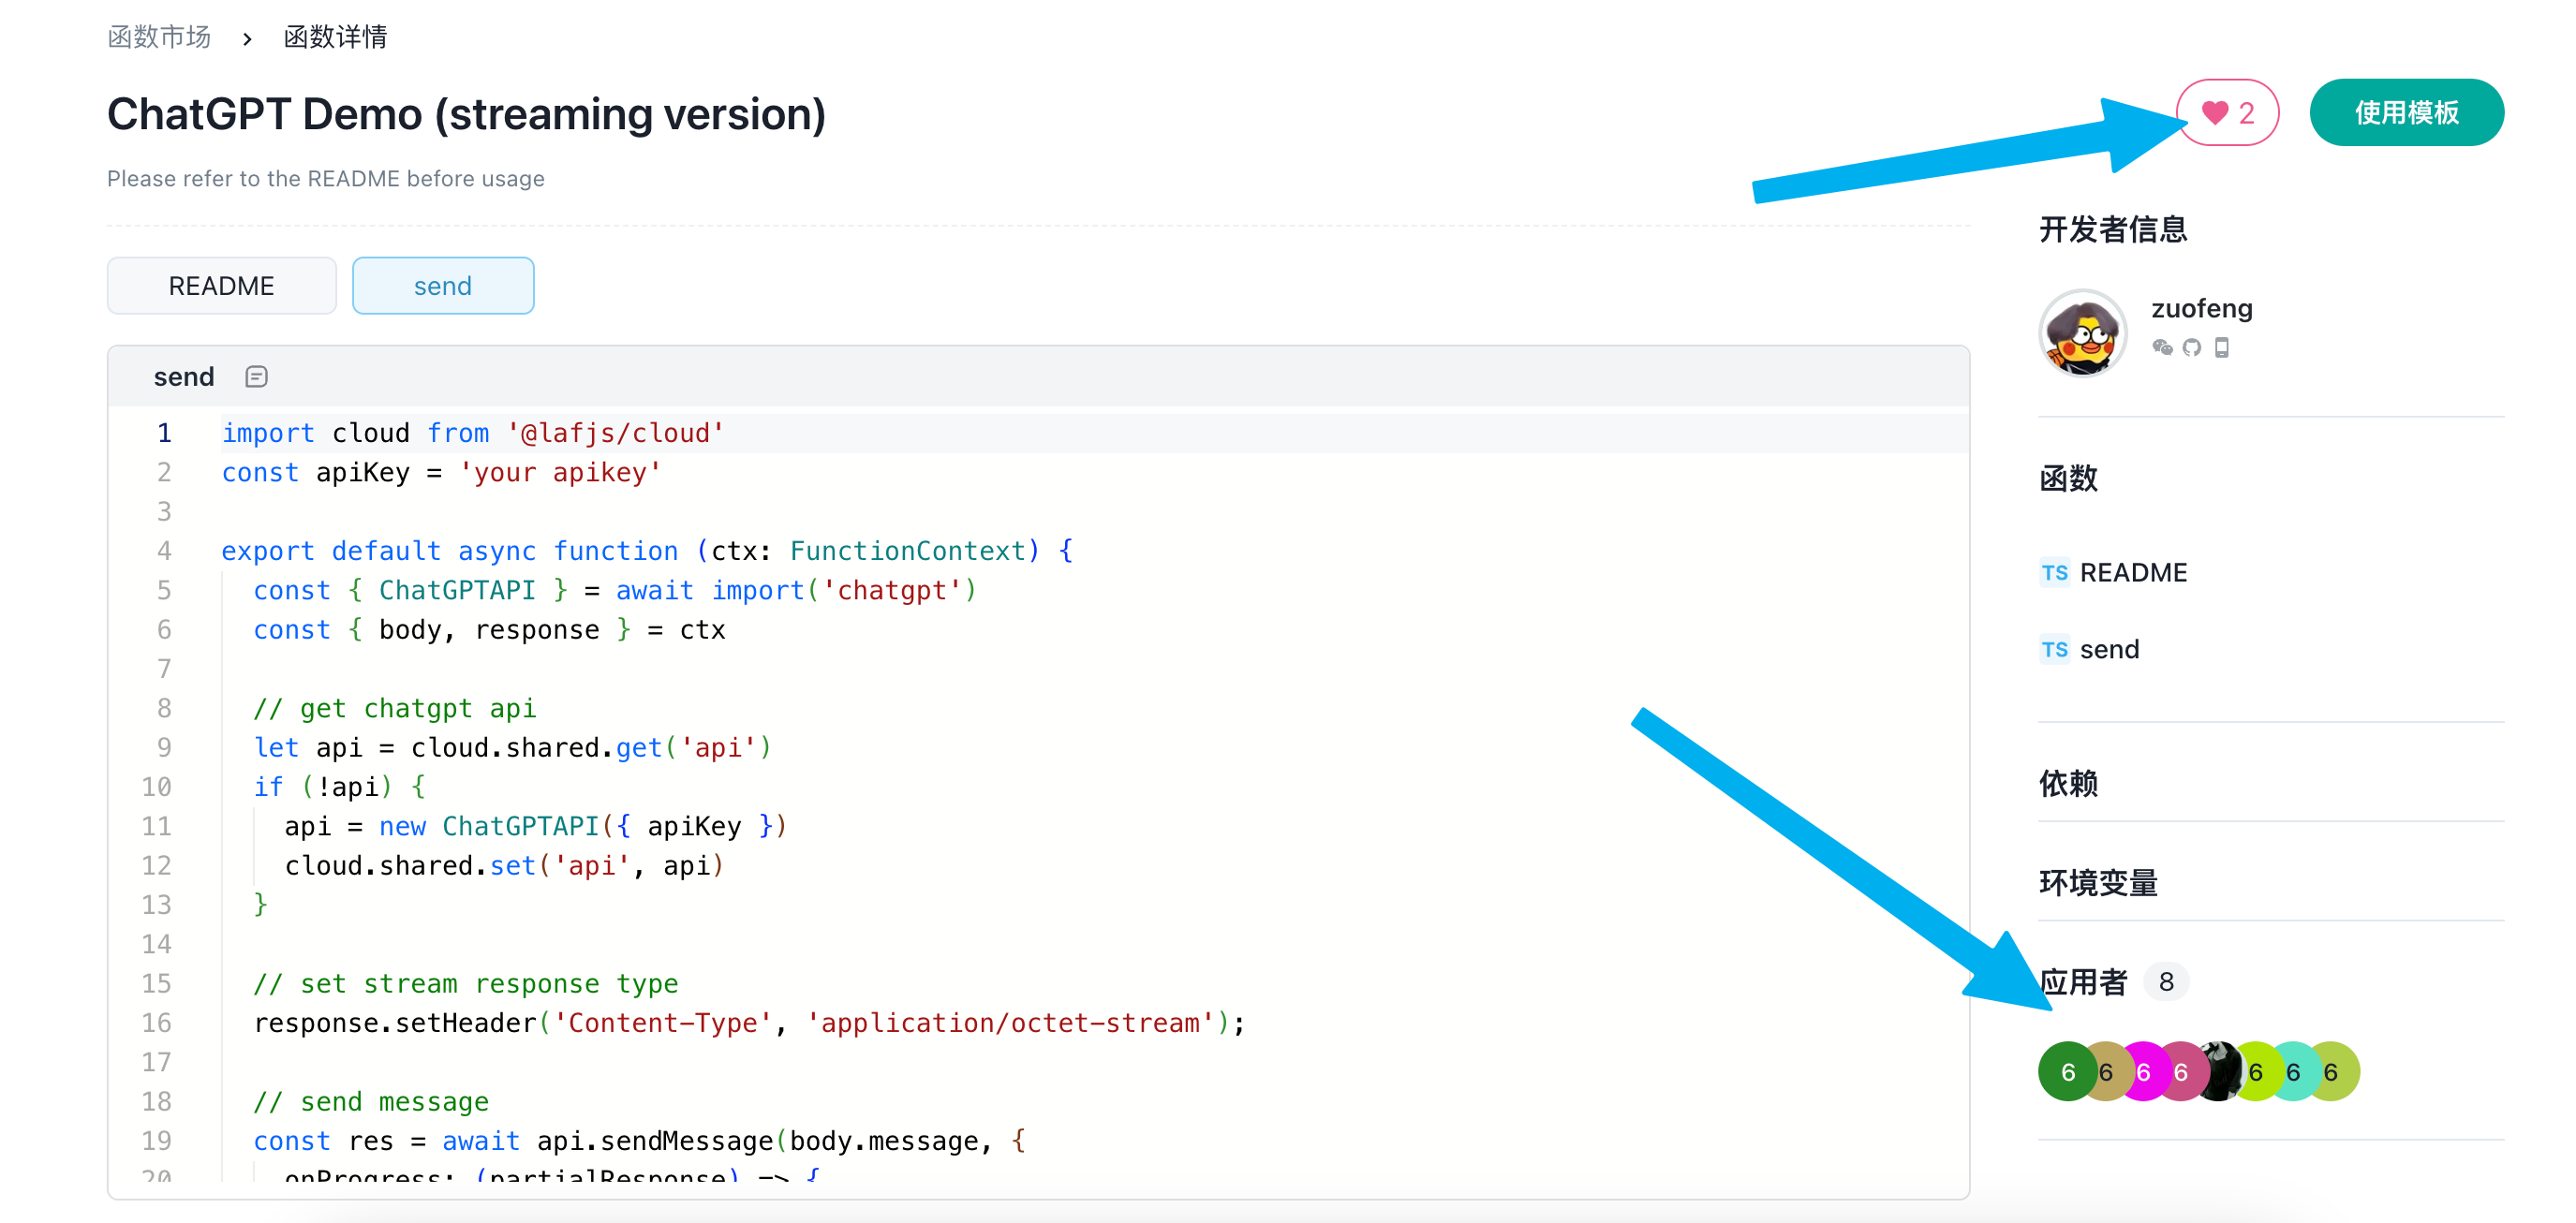 函数市场 > 函数详情
ChatGPT Demo (streaming version)
Please refer to the README before usage
2
使用模板
README
send
send
1 import cloud from '@lafjs/cloud'
2 const apiKey = 'your apikey'
3
4 export default async function (ctx: FunctionContext) {
5 const { ChatGPTAPI } = await import('chatgpt')
6 const { body, response } = ctx
7
8 // get chatgpt api
9 let api = cloud.shared.get('api')
10 if (!api) {
11 api = new ChatGPTAPI({ apiKey })
12 cloud.shared.set('api', api)
13 }
14
15 // set stream response type
16 response.setHeader('Content-Type', 'application/octet-stream');
17
18 // send message
19 const res = await api.sendMessage(body.message, {
20 onProgress: (partialResponse) => {
开发者信息
zuofeng
函数
TS README
TS send
依赖
环境变量
应用者 8
6 6 6 6 6 6 6